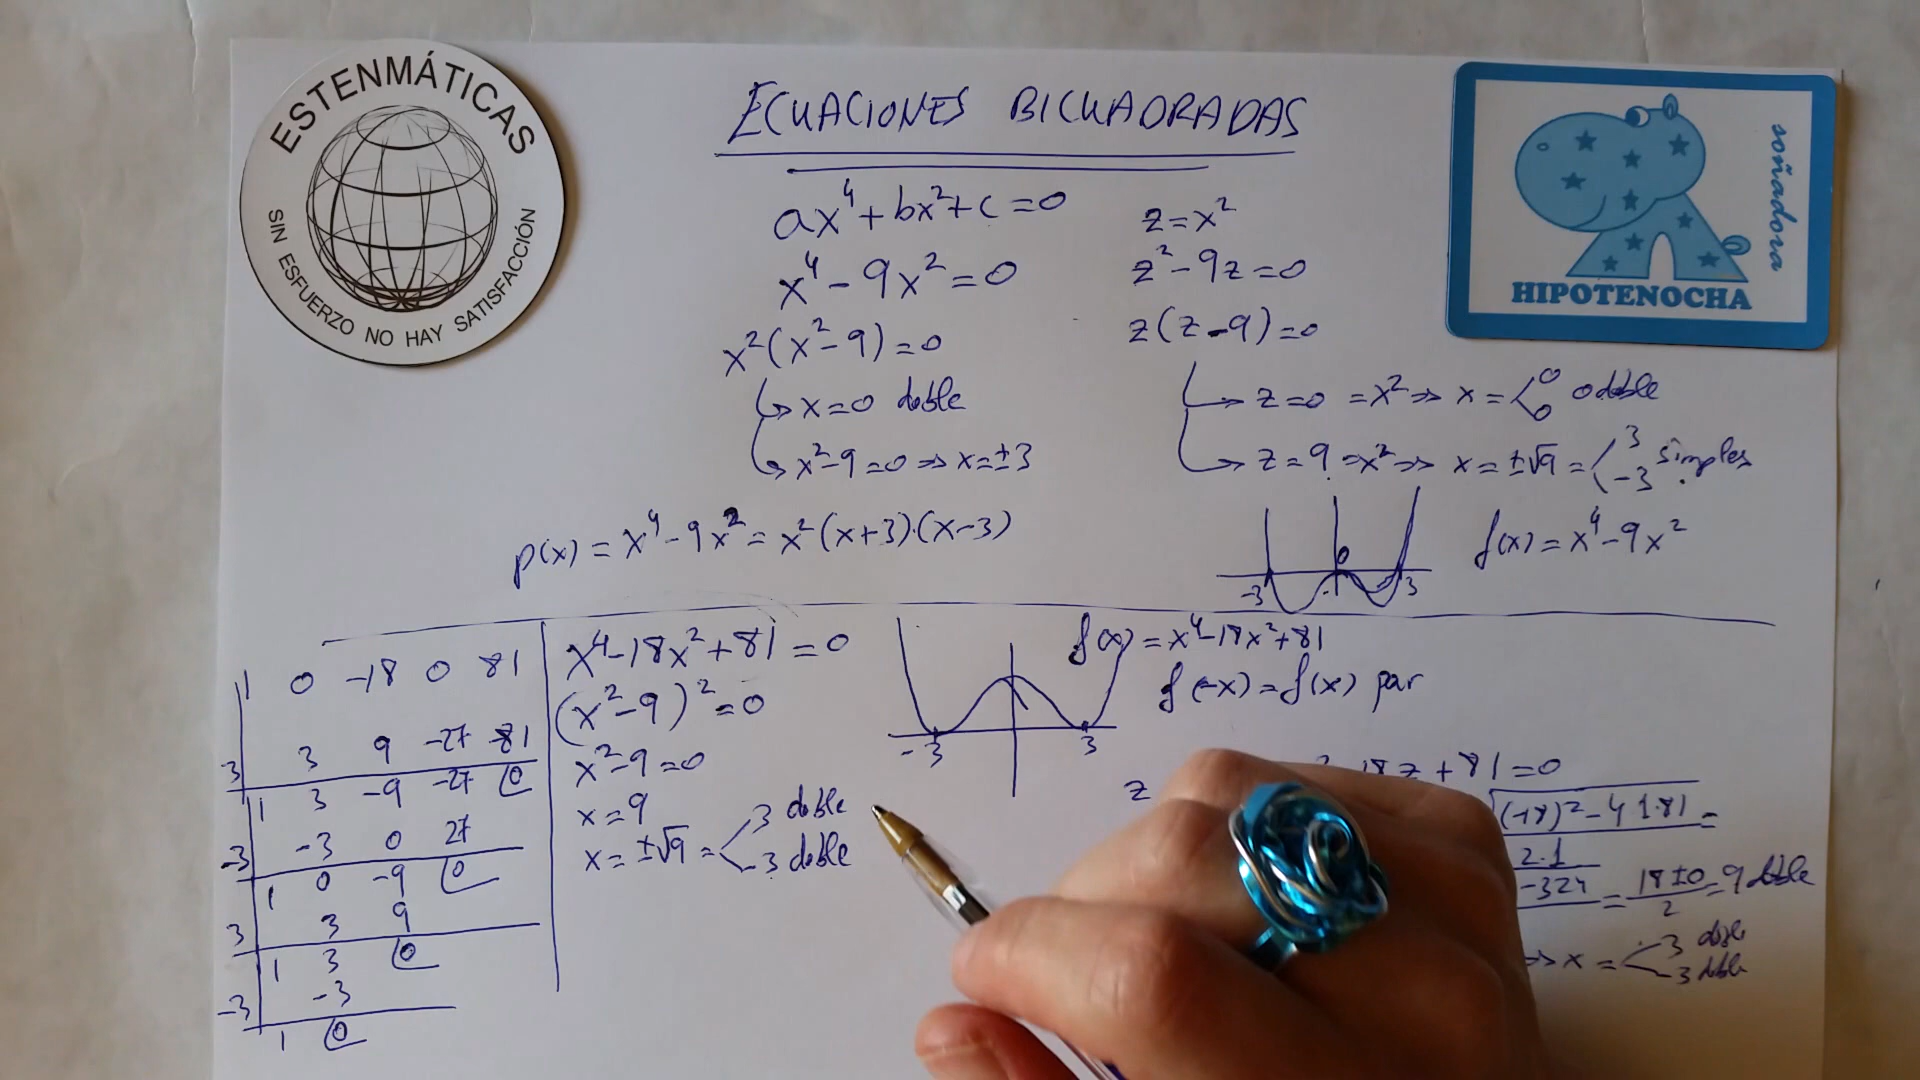 ESTENMÁTICAS
SIN ESFUERZO NO HAY SATISFACCIÓN
ECUACIONES BICUADRADAS
soñadora
HIPOTENOCHA
ax⁴+bx²+c=0
x⁴-9x²=0
x²(x²-9)=0
x=0 doble
x²-9=0⇒x=±3
z=x²
z²-9z=0
z(z-9)=0
z=0=x²⇒x=<0 0 0 doble
z=9=x²⇒x=±√9=<3 -3 simples
p(x)=x⁴-9x²=x²(x+3)·(x-3)
-3 0 3
f(x)=x⁴-9x²
1 0 -18 0 81
3 3 9 -27 -81
1 3 -9 -27 0
-3 -3 0 27
1 0 -9 0
3 3 9
1 3 0
-3 -3
1 0
x⁴-18x²+81=0
(x²-9)²=0
x²-9=0
x=9
x=±√9=<3 doble
-3 doble
-3 3
f(x)=x⁴-18x²+81
f(-x)=f(x) par
z
18z+81=0
(-18)²-4·1·81=
2·1
-324 = 18±0/2=9 doble
⇒x=<3 doble
-3 doble